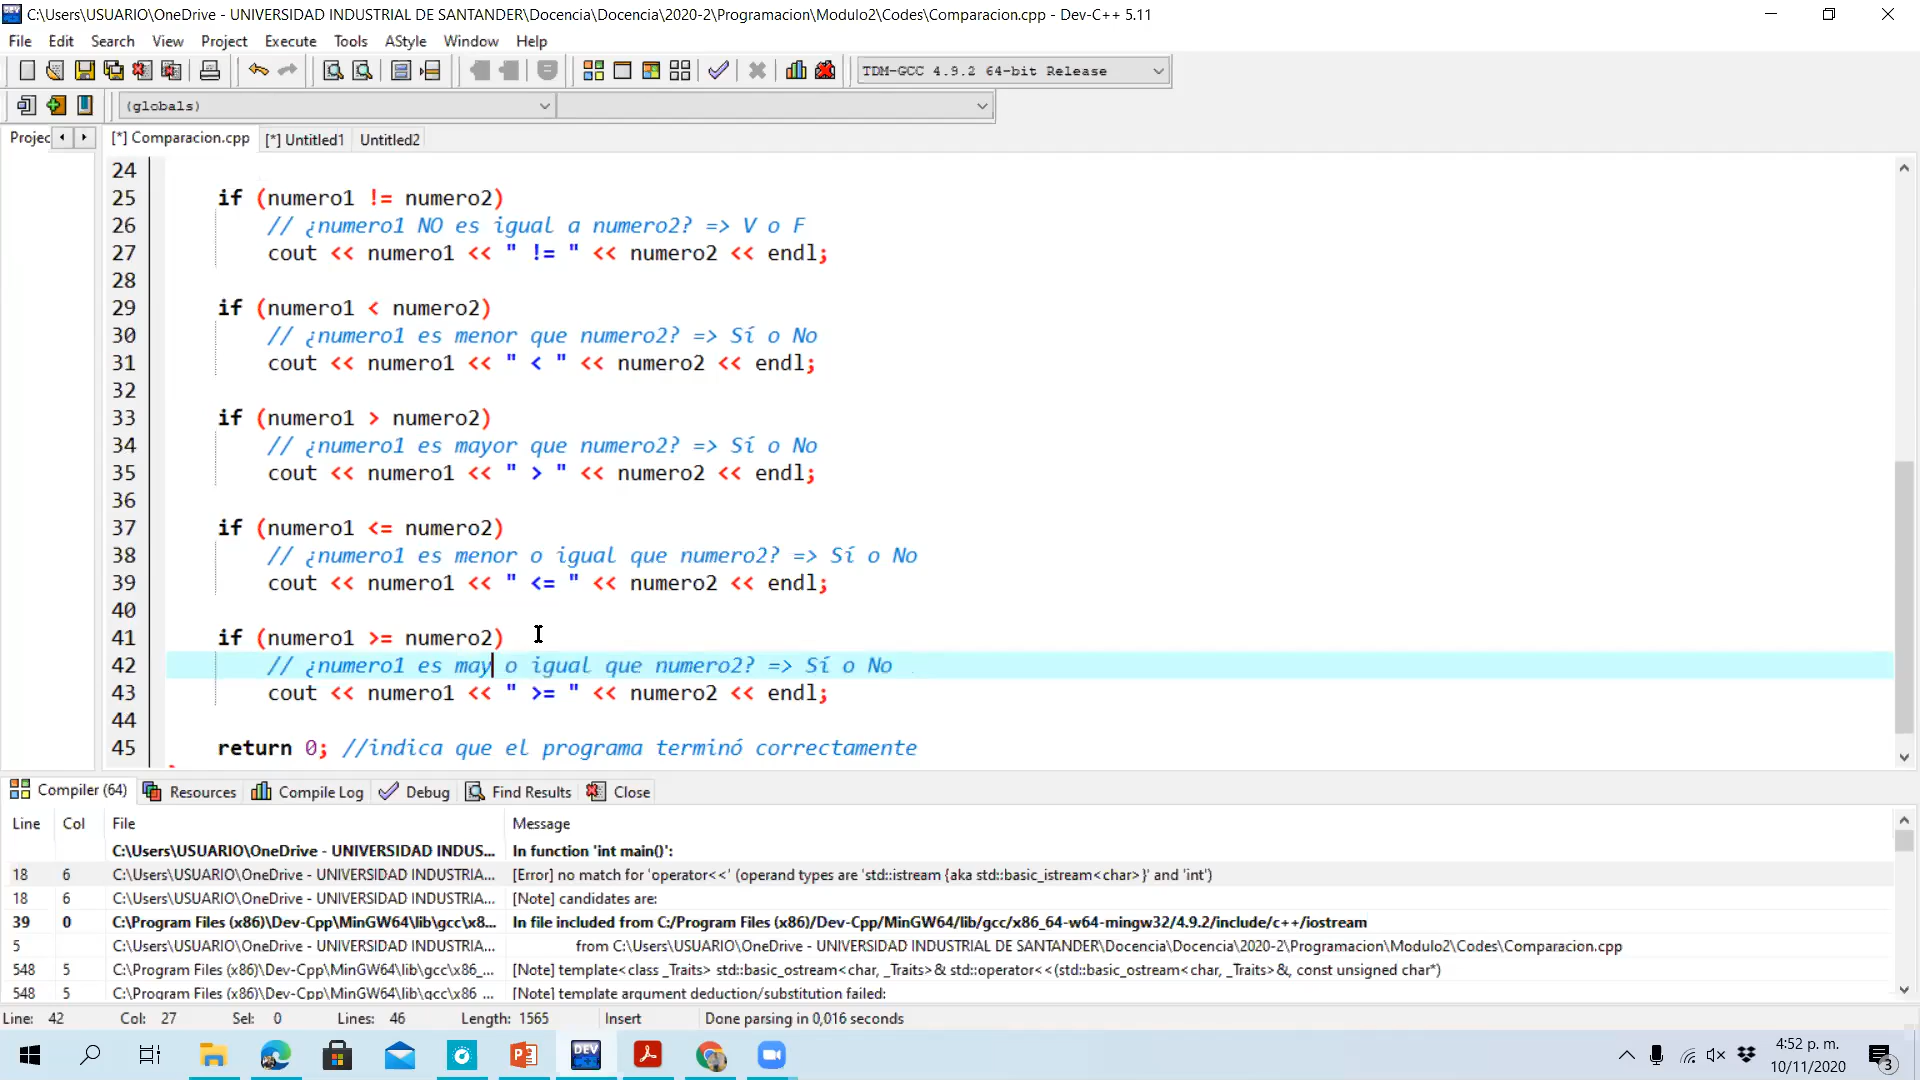 C:\Users\USUARIO\OneDrive - UNIVERSIDAD INDUSTRIAL DE SANTANDER\Docencia\Docencia\2020-2\Programacion\Modulo2\Codes\Comparacion.cpp - Dev-C++ 5.11
File Edit Search View Project Execute Tools AStyle Window Help
TDM-GCC 4.9.2 64-bit Release
(globals)
Projec [*] Comparacion.cpp [*] Untitled1 Untitled2
24
25 if (numero1 != numero2)
26 // ¿numero1 NO es igual a numero2? => V o F
27 cout << numero1 << " != " << numero2 << endl;
28
29 if (numero1 < numero2)
30 // ¿numero1 es menor que numero2? => Sí o No
31 cout << numero1 << " < " << numero2 << endl;
32
33 if (numero1 > numero2)
34 // ¿numero1 es mayor que numero2? => Sí o No
35 cout << numero1 << " > " << numero2 << endl;
36
37 if (numero1 <= numero2)
38 // ¿numero1 es menor o igual que numero2? => Sí o No
39 cout << numero1 << " <= " << numero2 << endl;
40
41 if (numero1 >= numero2)
42 // ¿numero1 es may o igual que numero2? => Sí o No
43 cout << numero1 << " >= " << numero2 << endl;
44
45 return 0; //indica que el programa terminó correctamente
Compiler (64) Resources Compile Log Debug Find Results Close
Line Col File Message
C:\Users\USUARIO\OneDrive - UNIVERSIDAD INDUS... In function 'int main()':
18 6 C:\Users\USUARIO\OneDrive - UNIVERSIDAD INDUSTRIA... [Error] no match for 'operator<<' (operand types are 'std::istream {aka std::basic_istream<char>}' and 'int')
18 6 C:\Users\USUARIO\OneDrive - UNIVERSIDAD INDUSTRIA... [Note] candidates are:
39 0 C:\Program Files (x86)\Dev-Cpp\MinGW64\lib\gcc\x8... In file included from C:/Program Files (x86)/Dev-Cpp/MinGW64/lib/gcc/x86_64-w64-mingw32/4.9.2/include/c++/iostream
5 C:\Users\USUARIO\OneDrive - UNIVERSIDAD INDUSTRIA... from C:\Users\USUARIO\OneDrive - UNIVERSIDAD INDUSTRIAL DE SANTANDER\Docencia\Docencia\2020-2\Programacion\Modulo2\Codes\Comparacion.cpp
548 5 C:\Program Files (x86)\Dev-Cpp\MinGW64\lib\gcc\x86_... [Note] template<class _Traits> std::basic_ostream<char, _Traits>& std::operator<<(std::basic_ostream<char, _Traits>&, const unsigned char*)
548 5 C:\Program Files (x86)\Dev-Cpp\MinGW64\lib\gcc\x86_... [Note] template argument deduction/substitution failed:
Line: 42 Col: 27 Sel: 0 Lines: 46 Length: 1565 Insert Done parsing in 0,016 seconds
DEV
4:52 p. m.
10/11/2020
3